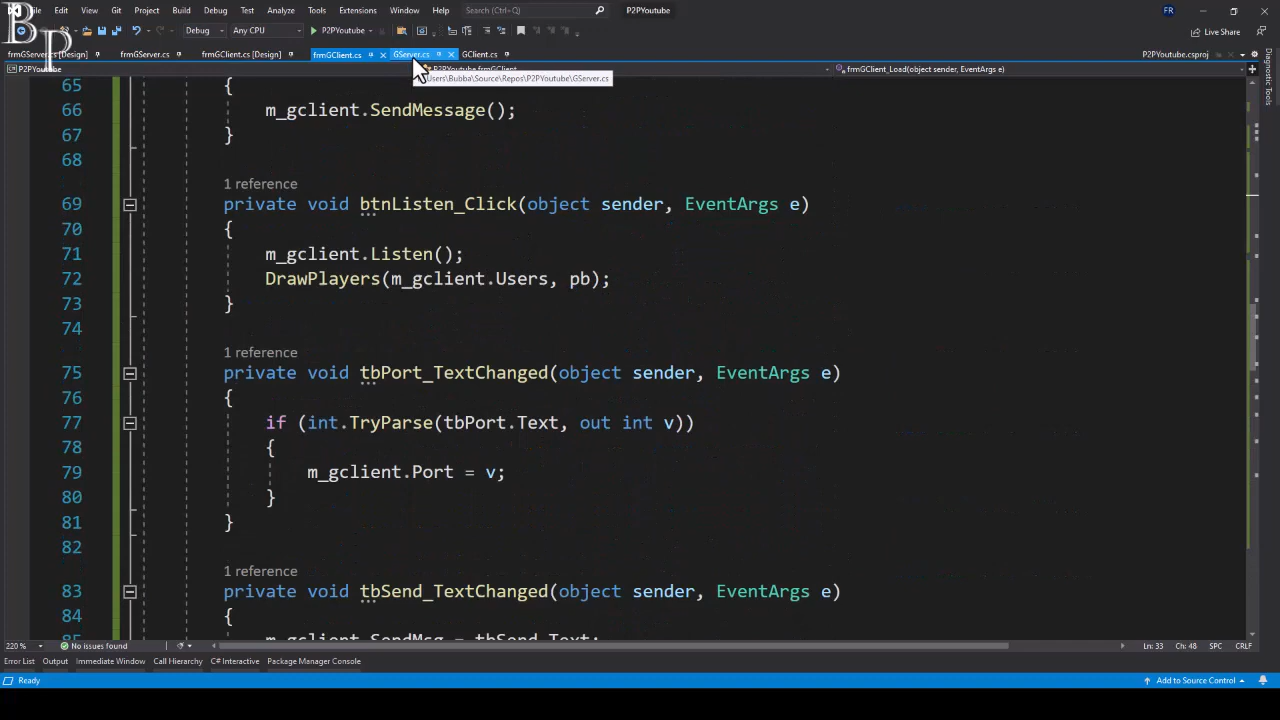 BP
File Edit View Git Project Build Debug Test Analyze Tools Extensions Window Help Search (Ctrl+Q) P2PYoutube FR
Debug Any CPU P2PYoutube Live Share
frmGServer.cs [Design] frmGServer.cs frmGClient.cs [Design] frmGClient.cs GServer.cs GClient.cs P2PYoutube.csproj
P2PYoutube P2PYoutube.frmGClient frmGClient_Load(object sender, EventArgs e)
Users\Bubba\Source\Repos\P2PYoutube\GServer.cs
65 {
66 m_gclient.SendMessage();
67 }
68
1 reference
69 private void btnListen_Click(object sender, EventArgs e)
70 {
71 m_gclient.Listen();
72 DrawPlayers(m_gclient.Users, pb);
73 }
74
1 reference
75 private void tbPort_TextChanged(object sender, EventArgs e)
76 {
77 if (int.TryParse(tbPort.Text, out int v))
78 {
79 m_gclient.Port = v;
80 }
81 }
82
1 reference
83 private void tbSend_TextChanged(object sender, EventArgs e)
84 {
85 m_gclient.SendMsg = tbSend.Text;
220 % No issues found Ln: 33 Ch: 48 SPC CRLF
Error List Output Immediate Window Call Hierarchy C# Interactive Package Manager Console
Ready Add to Source Control
Diagnostic Tools